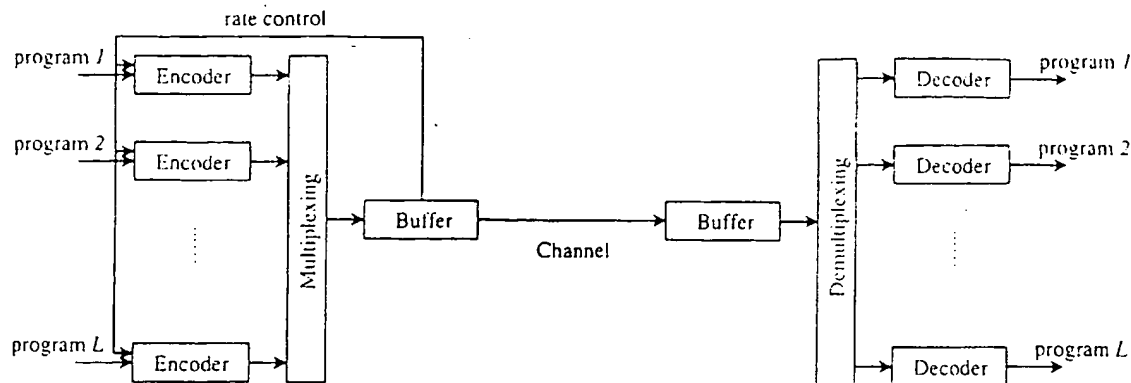 rate control
program 1
Encoder
program 2
Encoder
program L
Encoder
Multiplexing
Buffer
Channel
Buffer
Demultiplexing
Decoder
program 1
Decoder
program 2
Decoder
program L